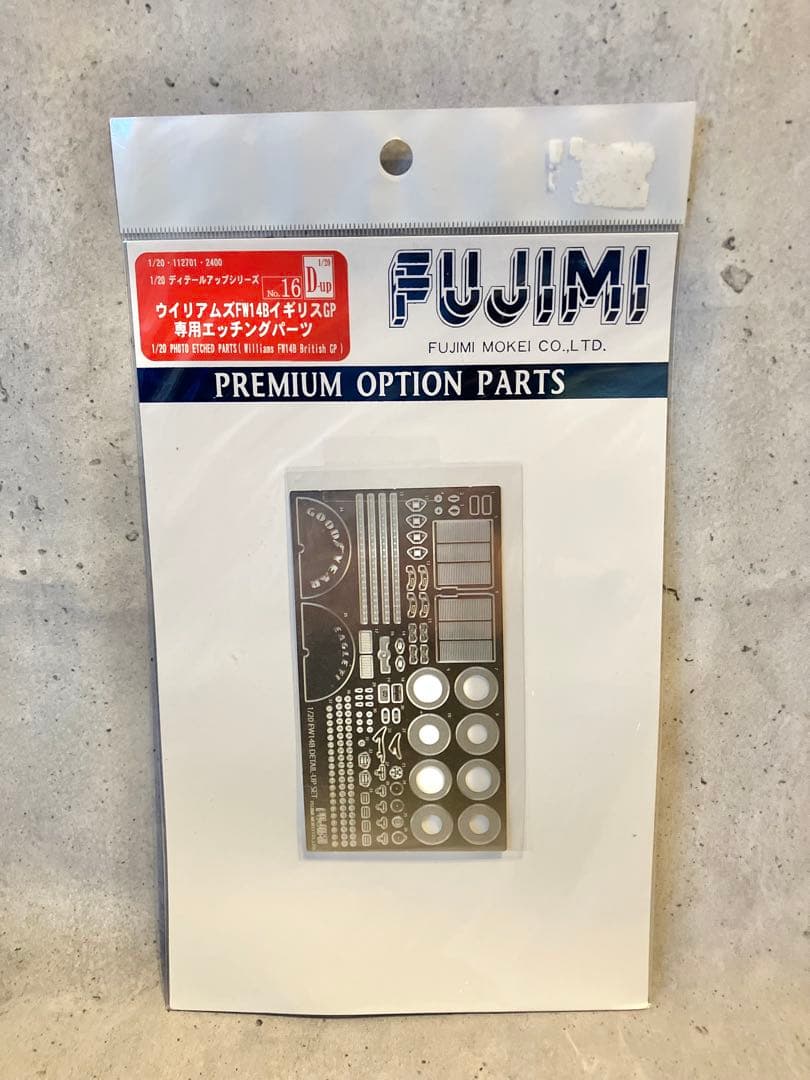 1/20・112701・2400
1/20 ディテールアップシリーズ
No.16
1/20
D-up
ウイリアムズFW14BイギリスGP
専用エッチングパーツ
1/20 PHOTO ETCHED PARTS( Williams FW14B British GP )
FUJIMI
FUJIMI MOKEI CO.,LTD.
PREMIUM OPTION PARTS
GOODYEAR
EAGLE
1/20 FW14B DETAIL-UP SET